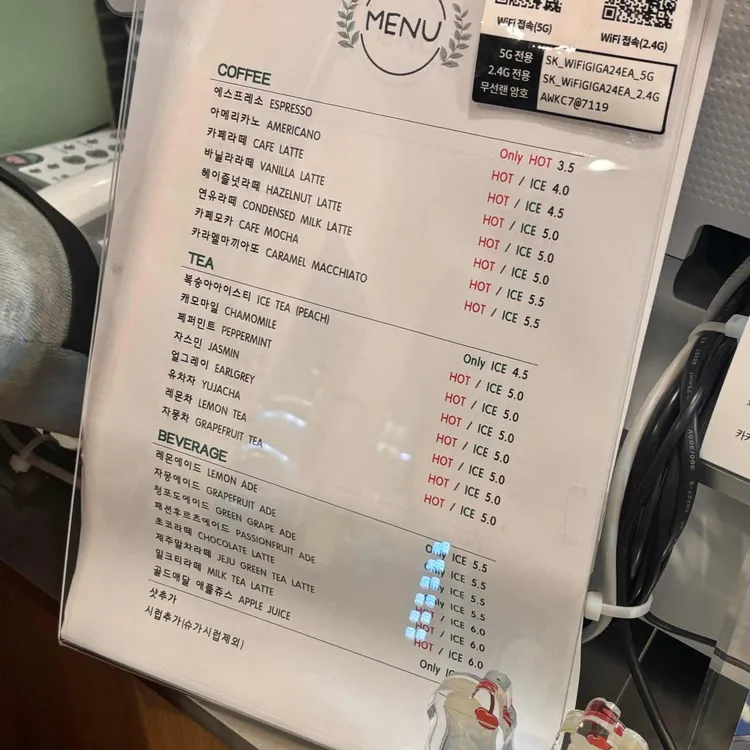 MENU
WiFi 접속(5G)
WiFi 접속(2.4G)
5G 전용 SK_WiFiGIGA24EA_5G
2.4G 전용 SK_WiFiGIGA24EA_2.4G
무선랜 암호 AWKC7@7119
COFFEE
에스프레소 ESPRESSO Only HOT 3.5
아메리카노 AMERICANO HOT / ICE 4.0
카페라떼 CAFE LATTE HOT / ICE 4.5
바닐라라떼 VANILLA LATTE HOT / ICE 5.0
헤이즐넛라떼 HAZELNUT LATTE HOT / ICE 5.0
연유라떼 CONDENSED MILK LATTE HOT / ICE 5.0
카페모카 CAFE MOCHA HOT / ICE 5.5
카라멜마끼아또 CARAMEL MACCHIATO HOT / ICE 5.5
TEA
복숭아아이스티 ICE TEA (PEACH) Only ICE 4.5
캐모마일 CHAMOMILE HOT / ICE 5.0
페퍼민트 PEPPERMINT HOT / ICE 5.0
자스민 JASMIN HOT / ICE 5.0
얼그레이 EARLGREY HOT / ICE 5.0
유차자 YUJACHA HOT / ICE 5.0
레몬차 LEMON TEA HOT / ICE 5.0
자몽차 GRAPEFRUIT TEA HOT / ICE 5.0
BEVERAGE
레몬에이드 LEMON ADE Only ICE 5.5
자몽에이드 GRAPEFRUIT ADE ICE 5.5
청포도에이드 GREEN GRAPE ADE ICE 5.5
패션후르츠에이드 PASSIONFRUIT ADE ICE 5.5
초코라떼 CHOCOLATE LATTE HOT / ICE 6.0
제주말차라떼 JEJU GREEN TEA LATTE HOT / ICE 6.0
밀크티라떼 MILK TEA LATTE HOT / ICE 6.0
골드메달 애플쥬스 APPLE JUICE Only
샷추가
시럽추가(슈가시럽제외)